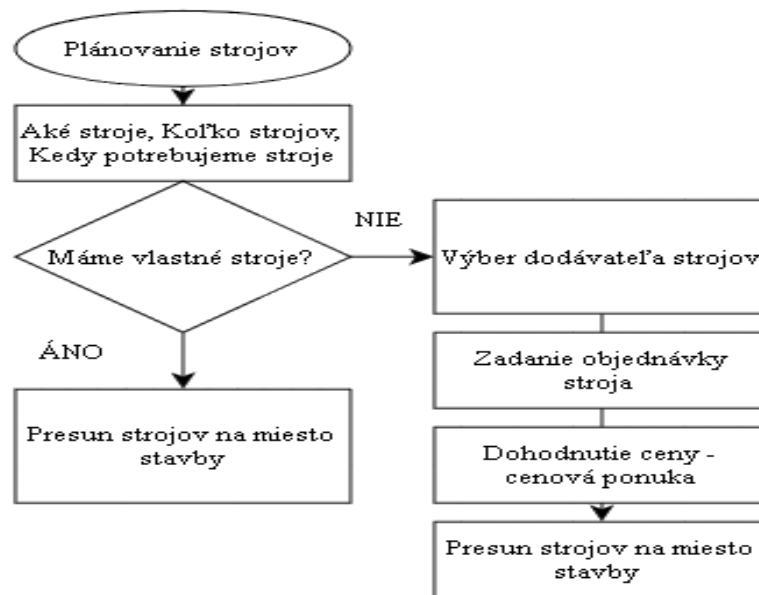 Plánovanie strojov
Aké stroje, Koľko strojov,
Kedy potrebujeme stroje
NIE
Máme vlastné stroje?
Výber dodávateľa strojov
ÁNO
Zadanie objednávky
stroja
Presun strojov na miesto
stavby
Dohodnutie ceny -
cenová ponuka
Presun strojov na miesto
stavby